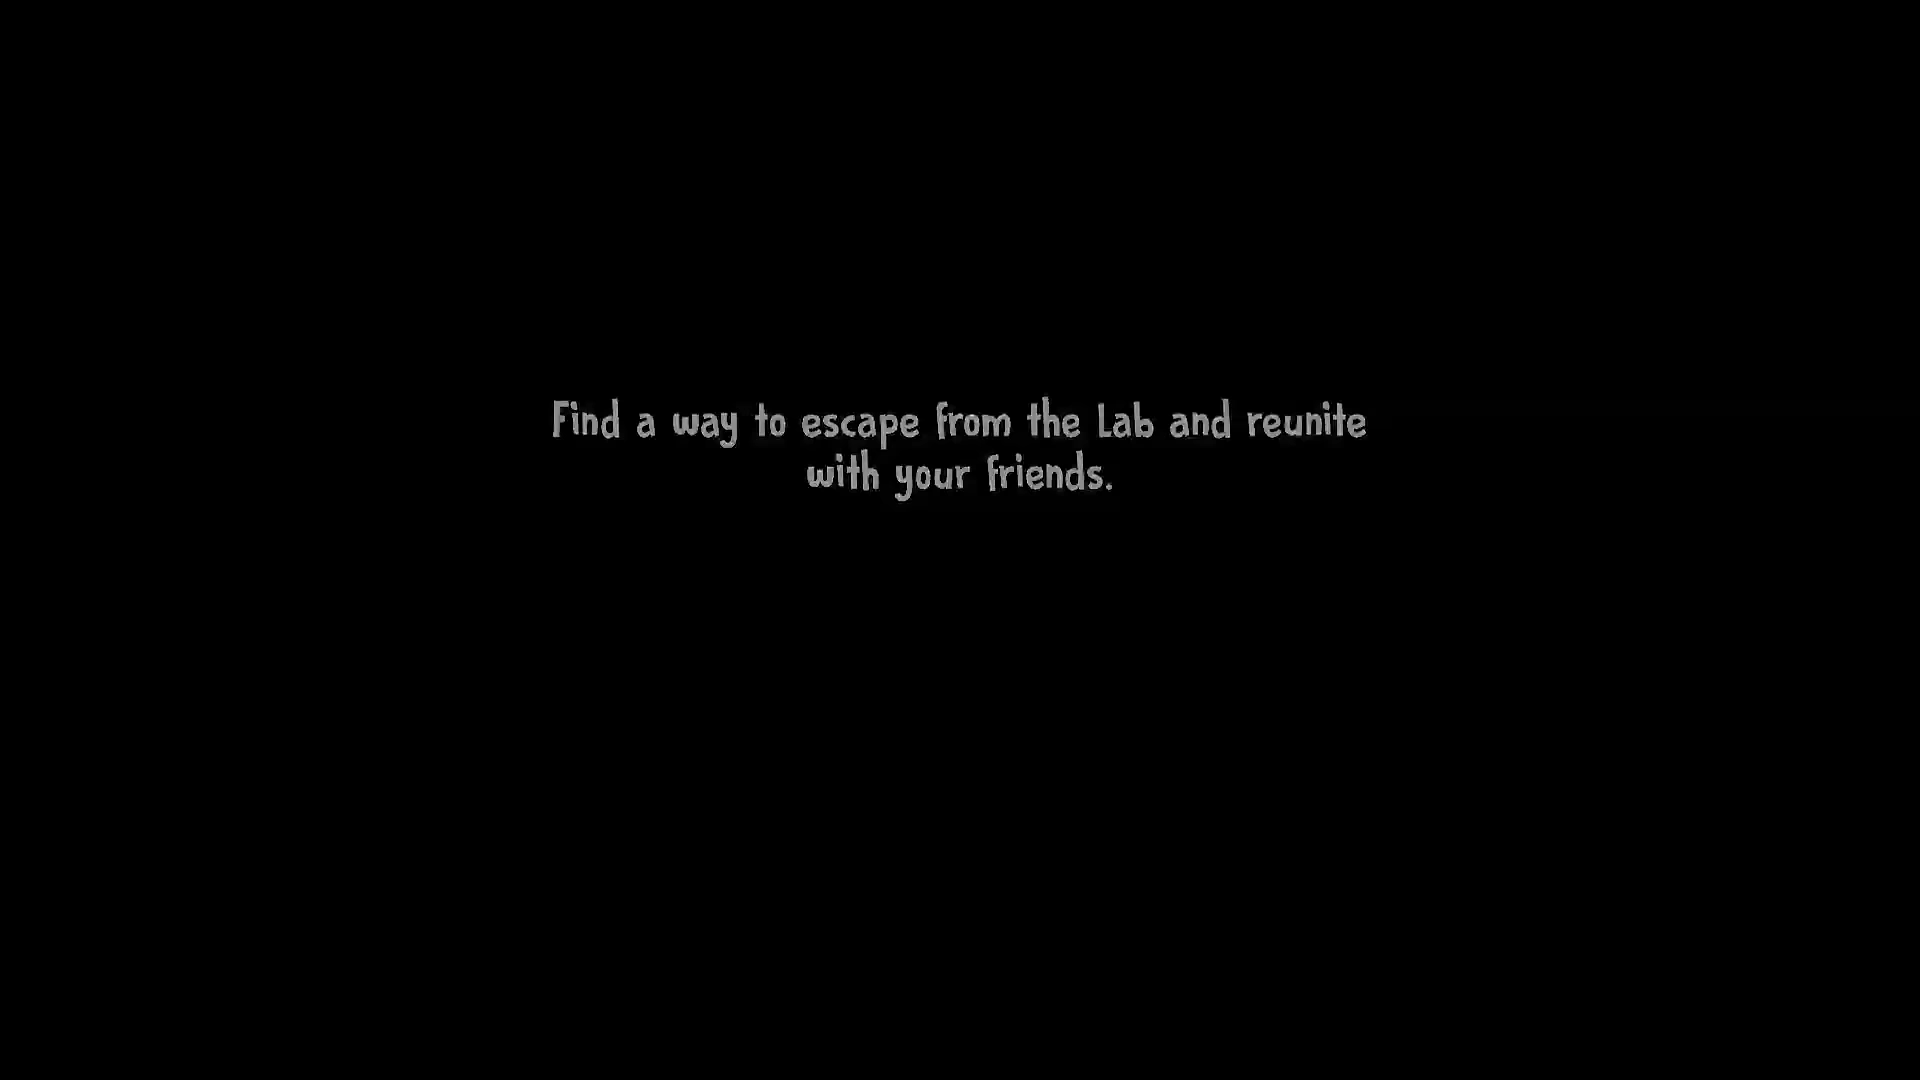 Find a way to escape from the Lab and reunite
with your friends.